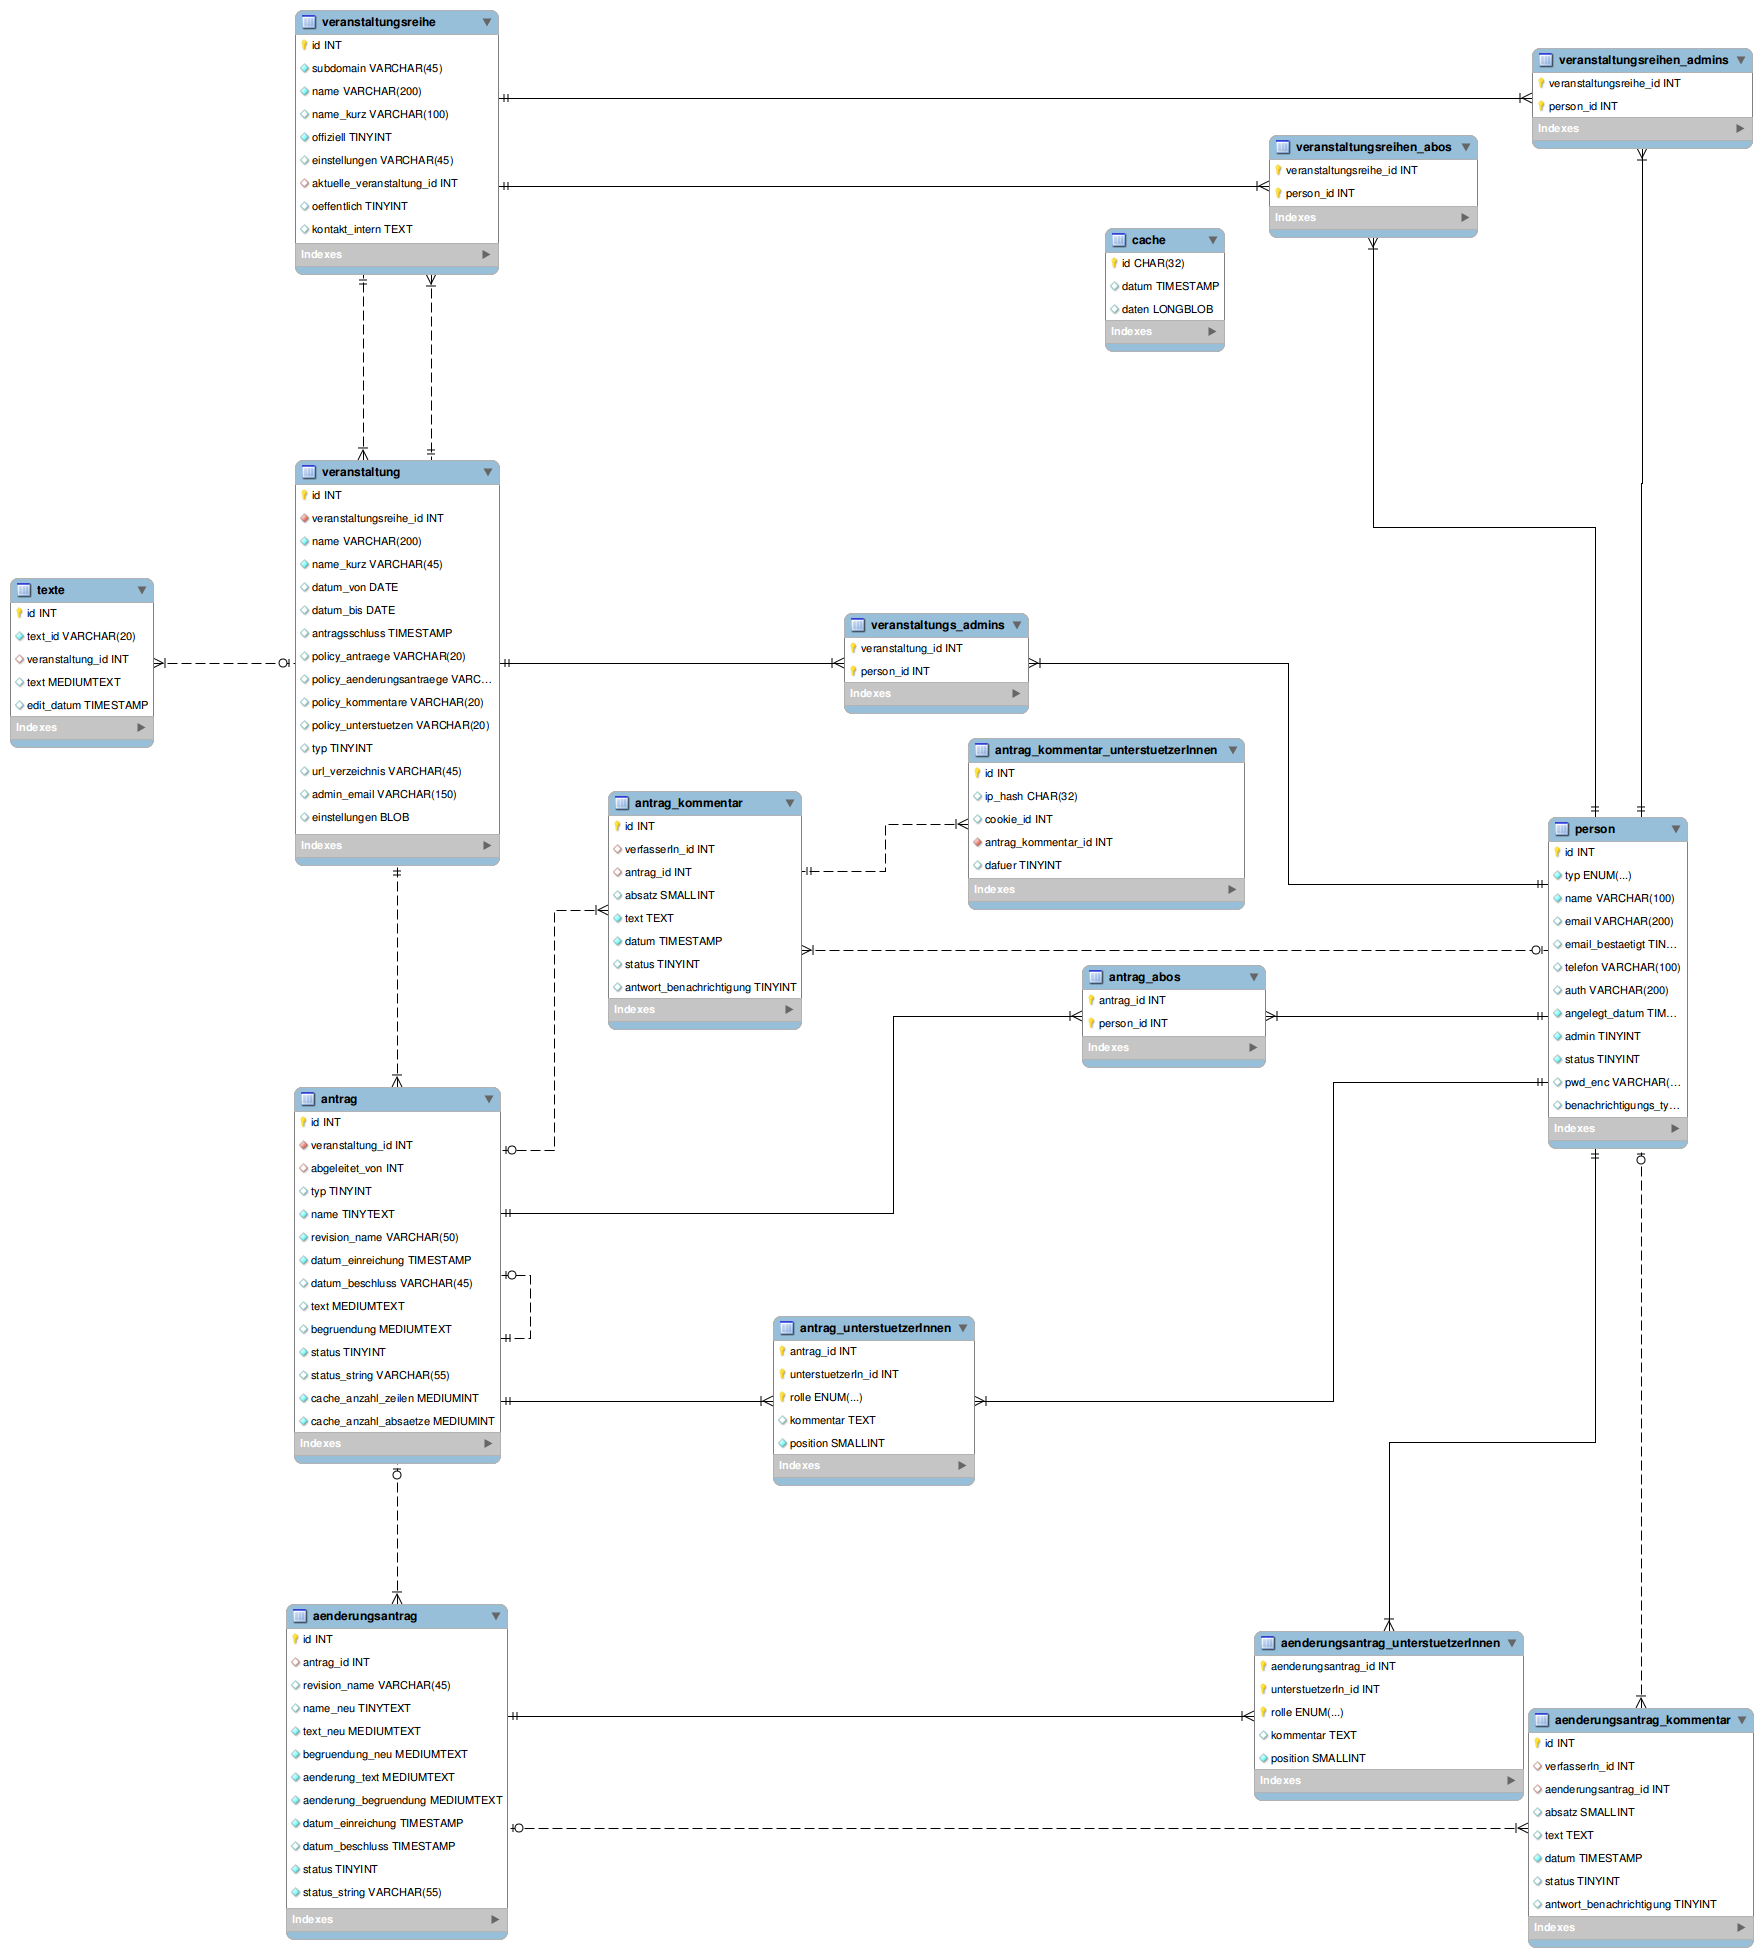 veranstaltungsreihe
id INT
subdomain VARCHAR(45)
name VARCHAR(200)
name_kurz VARCHAR(100)
offiziell TINYINT
einstellungen VARCHAR(45)
aktuelle_veranstaltung_id INT
oeffentlich TINYINT
kontakt_intern TEXT
Indexes
veranstaltungsreihen_admins
veranstaltungsreihe_id INT
person_id INT
Indexes
veranstaltungsreihen_abos
veranstaltungsreihe_id INT
person_id INT
Indexes
cache
id CHAR(32)
datum TIMESTAMP
daten LONGBLOB
Indexes
veranstaltung
id INT
veranstaltungsreihe_id INT
name VARCHAR(200)
name_kurz VARCHAR(45)
datum_von DATE
datum_bis DATE
antragsschluss TIMESTAMP
policy_antraege VARCHAR(20)
policy_aenderungsantraege VARC...
policy_kommentare VARCHAR(20)
policy_unterstuetzen VARCHAR(20)
typ TINYINT
url_verzeichnis VARCHAR(45)
admin_email VARCHAR(150)
einstellungen BLOB
Indexes
texte
id INT
text_id VARCHAR(20)
veranstaltung_id INT
text MEDIUMTEXT
edit_datum TIMESTAMP
Indexes
veranstaltungs_admins
veranstaltung_id INT
person_id INT
Indexes
antrag_kommentar_unterstuetzerInnen
id INT
ip_hash CHAR(32)
cookie_id INT
antrag_kommentar_id INT
dafuer TINYINT
Indexes
antrag_kommentar
id INT
verfasserIn_id INT
antrag_id INT
absatz SMALLINT
text TEXT
datum TIMESTAMP
status TINYINT
antwort_benachrichtigung TINYINT
Indexes
person
id INT
typ ENUM(...)
name VARCHAR(100)
email VARCHAR(200)
email_bestaetigt TIN...
telefon VARCHAR(100)
auth VARCHAR(200)
angelegt_datum TIM...
admin TINYINT
status TINYINT
pwd_enc VARCHAR(...
benachrichtigungs_ty...
Indexes
antrag_abos
antrag_id INT
person_id INT
Indexes
antrag
id INT
veranstaltung_id INT
abgeleitet_von INT
typ TINYINT
name TINYTEXT
revision_name VARCHAR(50)
datum_einreichung TIMESTAMP
datum_beschluss VARCHAR(45)
text MEDIUMTEXT
begruendung MEDIUMTEXT
status TINYINT
status_string VARCHAR(55)
cache_anzahl_zeilen MEDIUMINT
cache_anzahl_absaetze MEDIUMINT
Indexes
antrag_unterstuetzerInnen
antrag_id INT
unterstuetzerIn_id INT
rolle ENUM(...)
kommentar TEXT
position SMALLINT
Indexes
aenderungsantrag
id INT
antrag_id INT
revision_name VARCHAR(45)
name_neu TINYTEXT
text_neu MEDIUMTEXT
begruendung_neu MEDIUMTEXT
aenderung_text MEDIUMTEXT
aenderung_begruendung MEDIUMTEXT
datum_einreichung TIMESTAMP
datum_beschluss TIMESTAMP
status TINYINT
status_string VARCHAR(55)
Indexes
aenderungsantrag_unterstuetzerInnen
aenderungsantrag_id INT
unterstuetzerIn_id INT
rolle ENUM(...)
kommentar TEXT
position SMALLINT
Indexes
aenderungsantrag_kommentar
id INT
verfasserIn_id INT
aenderungsantrag_id INT
absatz SMALLINT
text TEXT
datum TIMESTAMP
status TINYINT
antwort_benachrichtigung TINYINT
Indexes